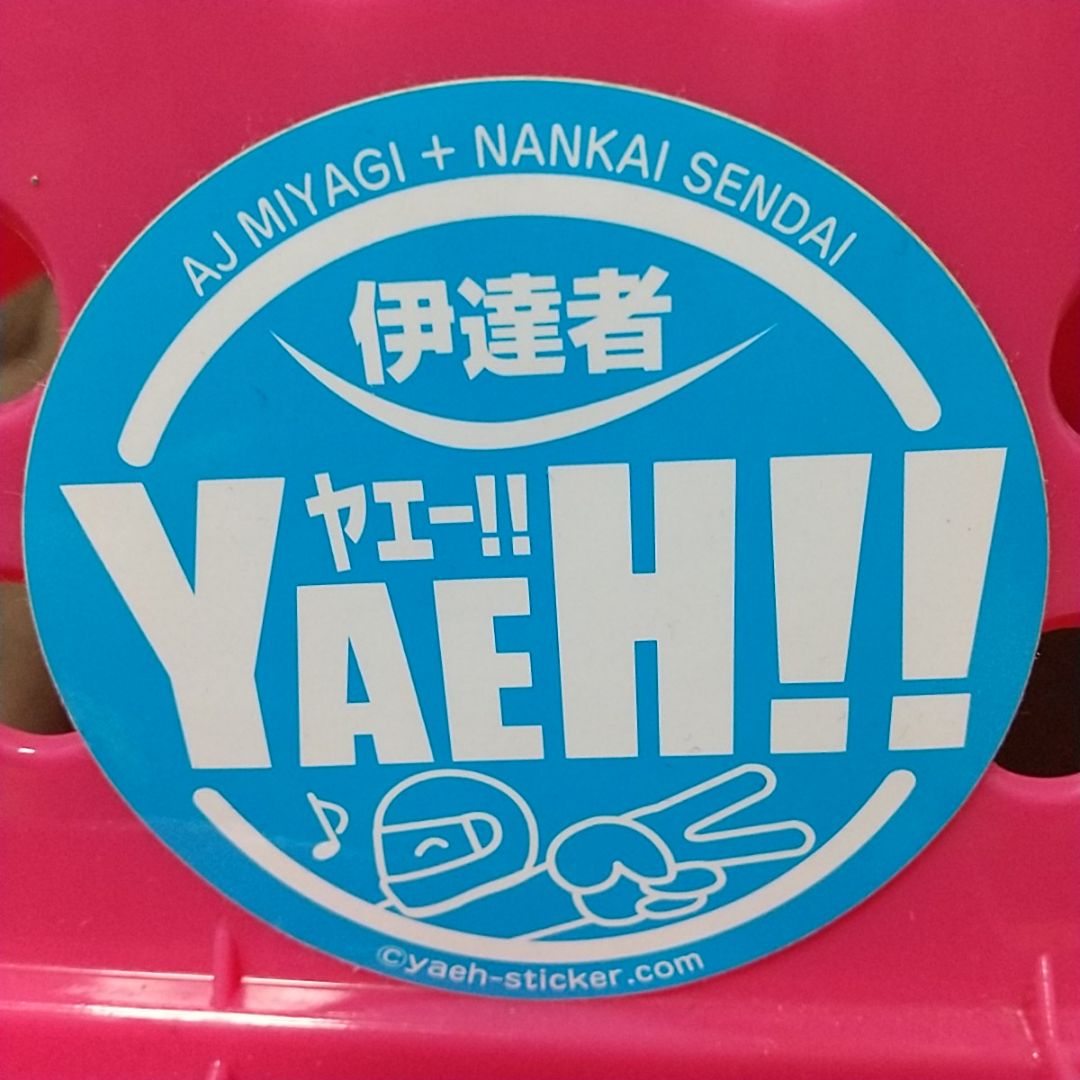 AJ MIYAGI + NANKAI SENDAI
伊達者
ヤエー!!
YAEH!!
©yaeh-sticker.com